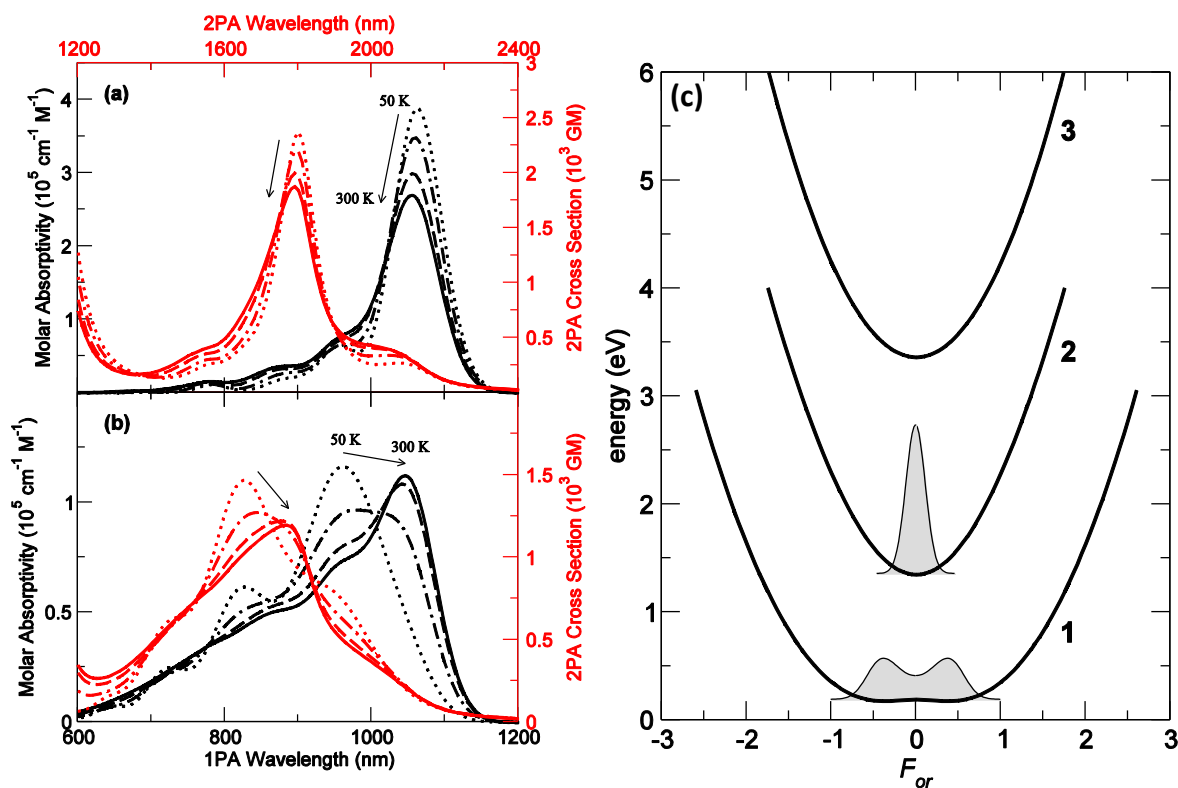 2PA Wavelength (nm)
1200 1600 2000 2400
(a)
50 K
300 K
4
3
2
1
Molar Absorptivity (10⁵ cm⁻¹ M⁻¹)
3
2.5
2
1.5
1
0.5
0
2PA Cross Section (10³ GM)
(b)
50 K
300 K
1
0.5
0
Molar Absorptivity (10⁵ cm⁻¹ M⁻¹)
1.5
1
0.5
0
2PA Cross Section (10³ GM)
600 800 1000 1200
1PA Wavelength (nm)
(c)
6
5
4
3
2
1
0
energy (eV)
3
2
1
-3 -2 -1 0 1 2 3
F_or